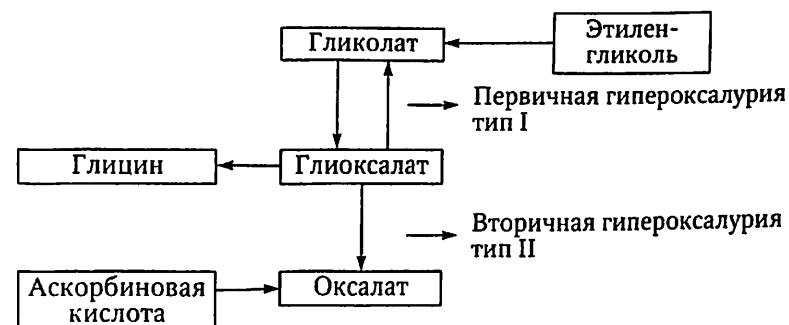 Гликолат
Этилен-
гликоль
Первичная гипероксалурия
тип I
Глицин
Глиоксалат
Вторичная гипероксалурия
тип II
Аскорбиновая
кислота
Оксалат